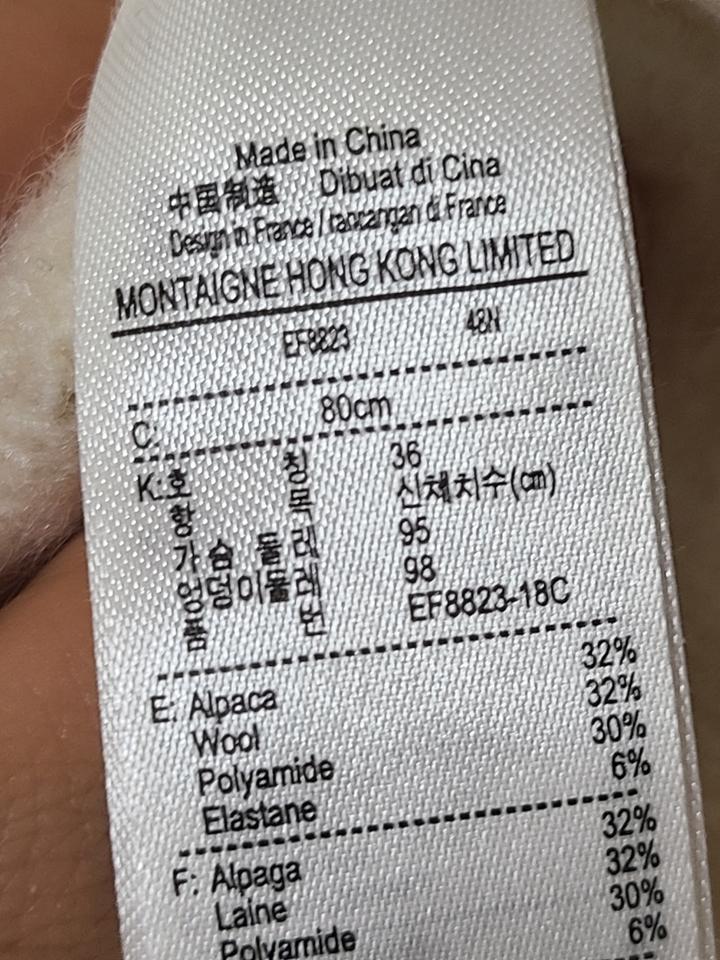 Made in China
中国制造 Dibuat di Cina
Design in France / rancangan di France
MONTAIGNE HONG KONG LIMITED
EF8823 48N
C: 80cm
K: 호칭 36
항목 신체치수(cm)
가슴둘레 95
엉덩이둘레 98
품번 EF8823-18C
E: Alpaca 32%
Wool 32%
Polyamide 30%
Elastane 6%
F: Alpaga 32%
Laine 32%
Polyamide 30%
6%